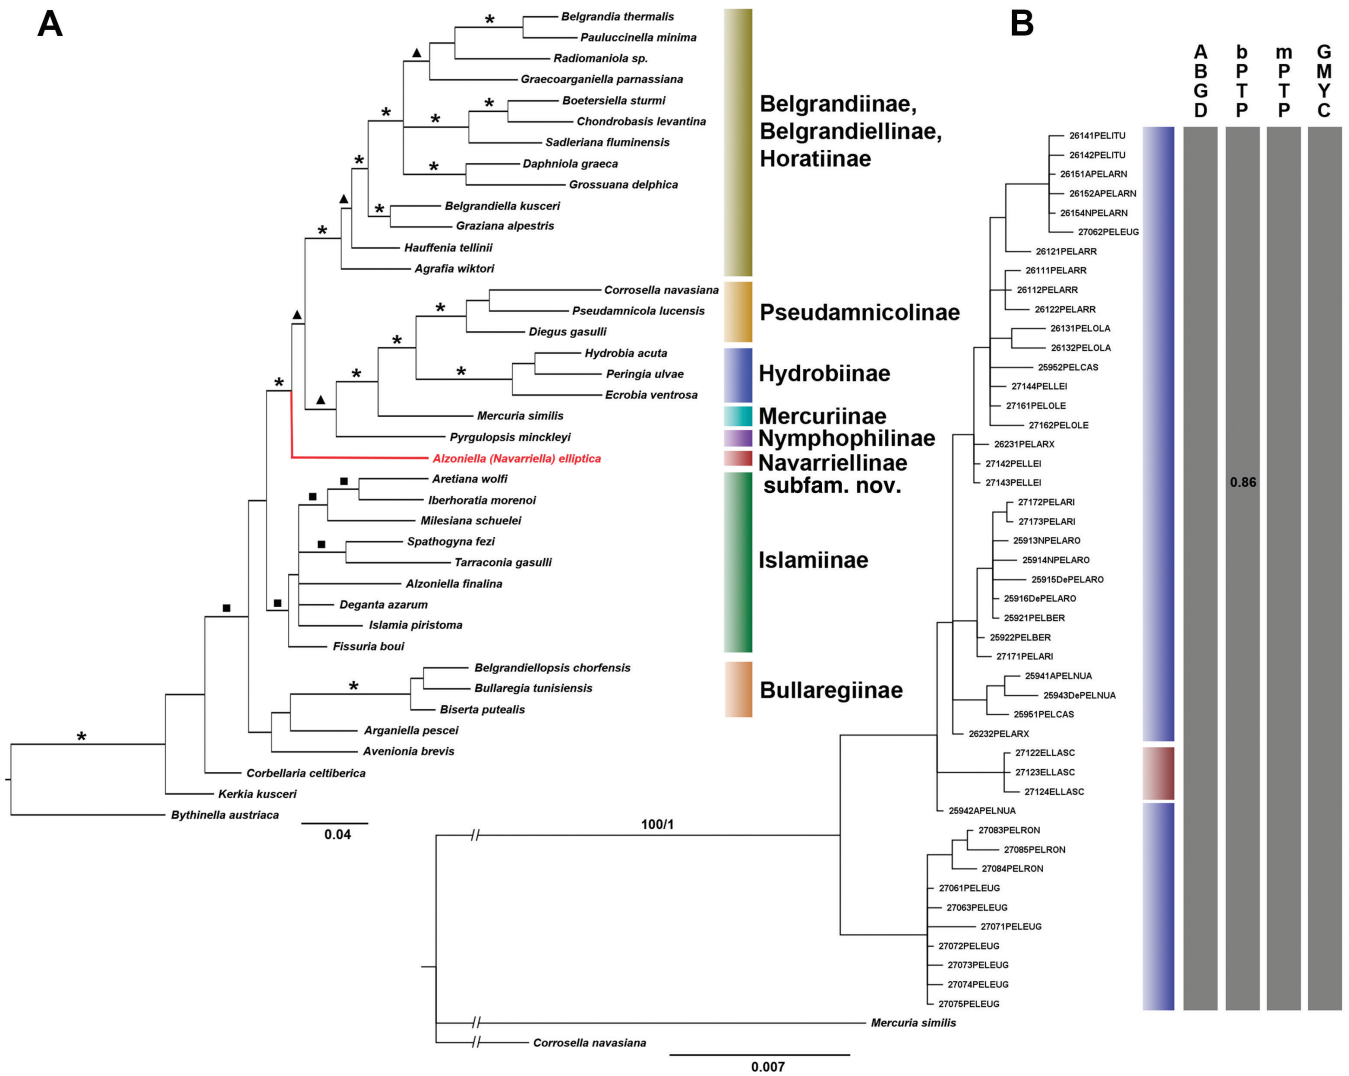 A
Belgrandia thermalis
Pauluccinella minima
Radiomaniola sp.
Graecoarganiella parnassiana
Boetersiella sturmi
Chondrobasis levantina
Sadleriana fluminensis
Daphniola graeca
Grossuana delphica
Belgrandiella kusceri
Graziana alpestris
Hauffenia tellinii
Agrafia wiktori
Corrosella navasiana
Pseudamnicola lucensis
Diegus gasulli
Hydrobia acuta
Peringia ulvae
Ecrobia ventrosa
Mercuria similis
Pyrgulopsis minckleyi
Alzoniella (Navarriella) elliptica
Aretiana wolfi
Iberhoratia morenoi
Milesiana schuelei
Spathogyna fezi
Tarraconia gasulli
Alzoniella finalina
Deganta azarum
Islamia piristoma
Fissuria boui
Belgrandiellopsis chorfensis
Bullaregia tunisiensis
Biserta putealis
Arganiella pescei
Avenionia brevis
Corbellaria celtiberica
Kerkia kusceri
Bythinella austriaca
0.04
Belgrandiinae,
Belgrandiellinae,
Horatiinae
Pseudamnicolinae
Hydrobiinae
Mercuriinae
Nymphophilinae
Navarriellinae
subfam. nov.
Islamiinae
Bullaregiinae
B
ABGD
bPTP
mPTP
GMYC
26141PELITU
26142PELITU
26151APELARN
26152APELARN
26154NPELARN
27062PELEUG
26121PELARR
26111PELARR
26112PELARR
26122PELARR
26131PELOLA
26132PELOLA
25952PELCAS
27144PELLEI
27161PELOLE
27162PELOLE
26231PELARX
27142PELLEI
27143PELLEI
27172PELARI
27173PELARI
25913NPELARO
25914NPELARO
25915DePELARO
25916DePELARO
25921PELBER
25922PELBER
27171PELARI
25941APELNUA
25943DePELNUA
25951PELCAS
26232PELARX
27122ELLASC
27123ELLASC
27124ELLASC
25942APELNUA
27083PELRON
27085PELRON
27084PELRON
27061PELEUG
27063PELEUG
27071PELEUG
27072PELEUG
27073PELEUG
27074PELEUG
27075PELEUG
Mercuria similis
Corrosella navasiana
100/1
0.86
0.007